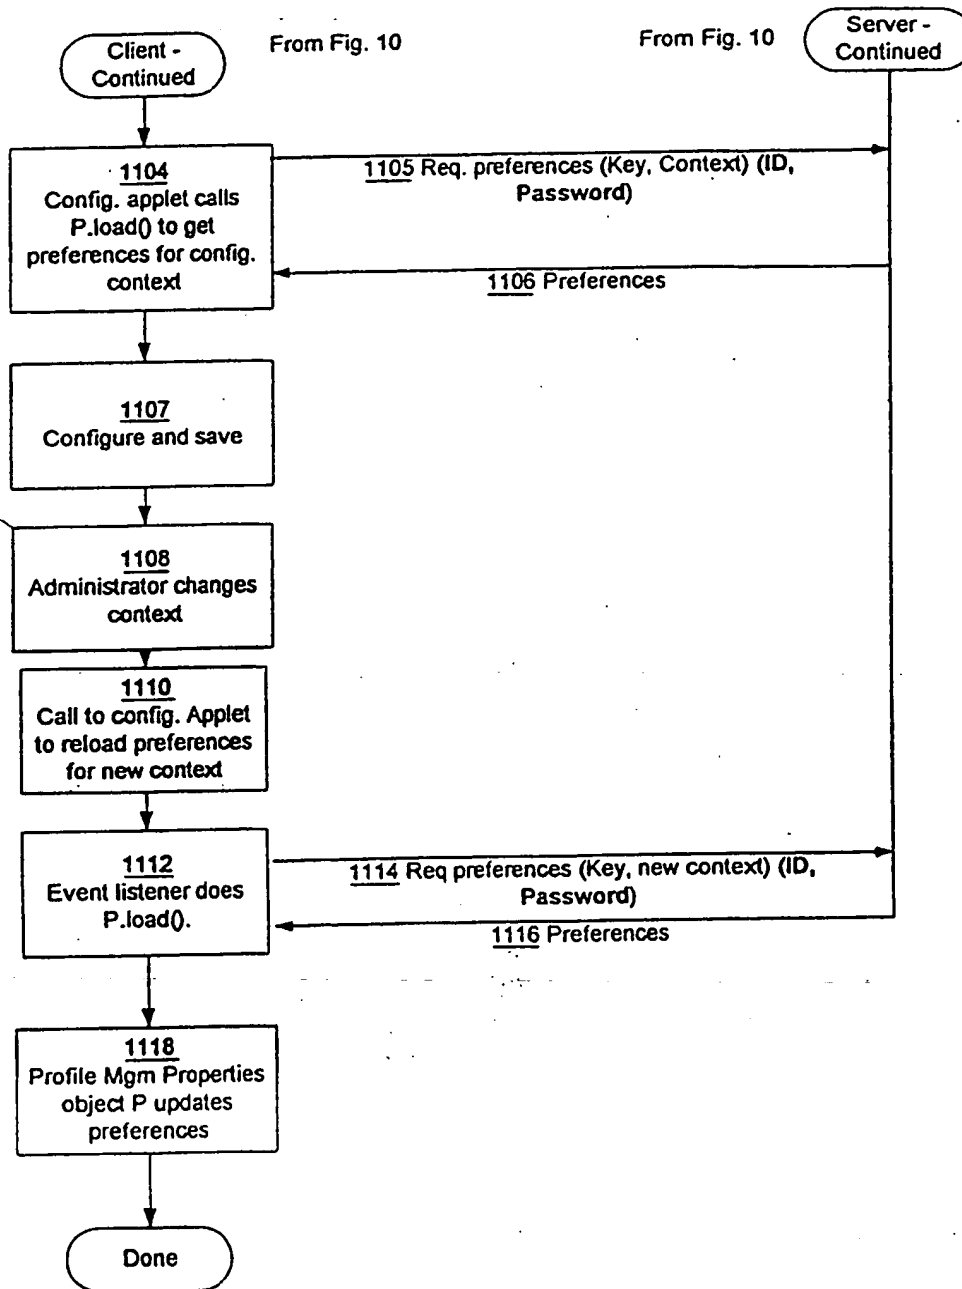 Client -
Continued
From Fig. 10
From Fig. 10
Server -
Continued
1104
Config. applet calls
P.load() to get
preferences for config.
context
1105 Req. preferences (Key, Context) (ID,
Password)
1106 Preferences
1107
Configure and save
1108
Administrator changes
context
1110
Call to config. Applet
to reload preferences
for new context
1112
Event listener does
P.load().
1114 Req preferences (Key, new context) (ID,
Password)
1116 Preferences
1118
Profile Mgm Properties
object P updates
preferences
Done